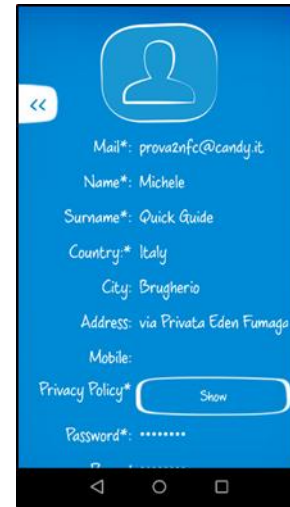 <<
Mail*: prova2nfc@candy.it
Name*: Michele
Surname*: Quick Guide
Country:* Italy
City: Brugherio
Address: via Privata Eden Fumaga
Mobile:
Privacy Policy* Show
Password*: ••••••••